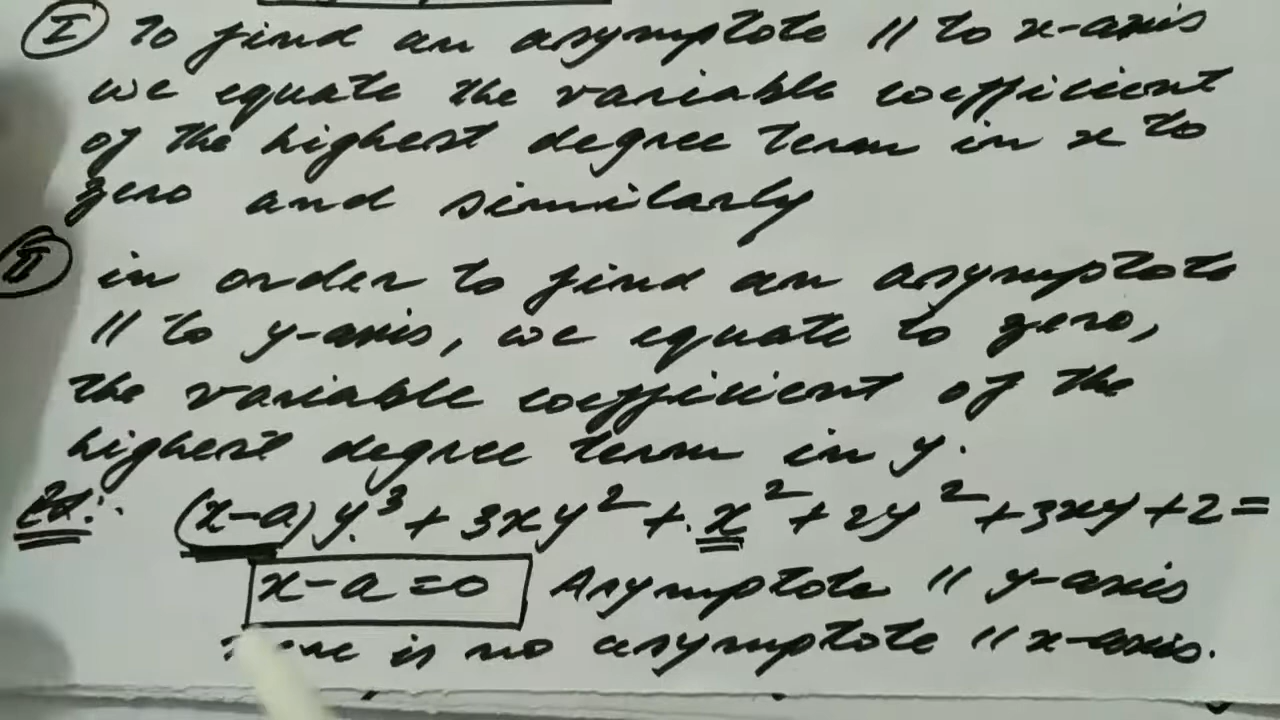 I To find an asymptote || to x-axis
we equate the variable coefficient
of the highest degree term in x to
zero and similarly
II in order to find an asymptote
|| to y-axis, we equate to zero,
the variable coefficient of the
highest degree term in y.
Ex:. (x-a) y³ + 3xy² + x² + 2y² + 3xy + 2 =
x-a=0 Asymptote || y-axis
is no asymptote || x-axis.